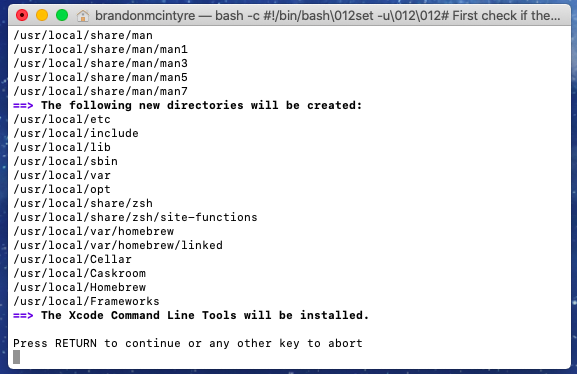 brandonmcintyre — bash -c #!/bin/bash\012set -u\012\012# First check if the...
/usr/local/share/man
/usr/local/share/man/man1
/usr/local/share/man/man3
/usr/local/share/man/man5
/usr/local/share/man/man7
==> The following new directories will be created:
/usr/local/etc
/usr/local/include
/usr/local/lib
/usr/local/sbin
/usr/local/var
/usr/local/opt
/usr/local/share/zsh
/usr/local/share/zsh/site-functions
/usr/local/var/homebrew
/usr/local/var/homebrew/linked
/usr/local/Cellar
/usr/local/Caskroom
/usr/local/Homebrew
/usr/local/Frameworks
==> The Xcode Command Line Tools will be installed.
Press RETURN to continue or any other key to abort